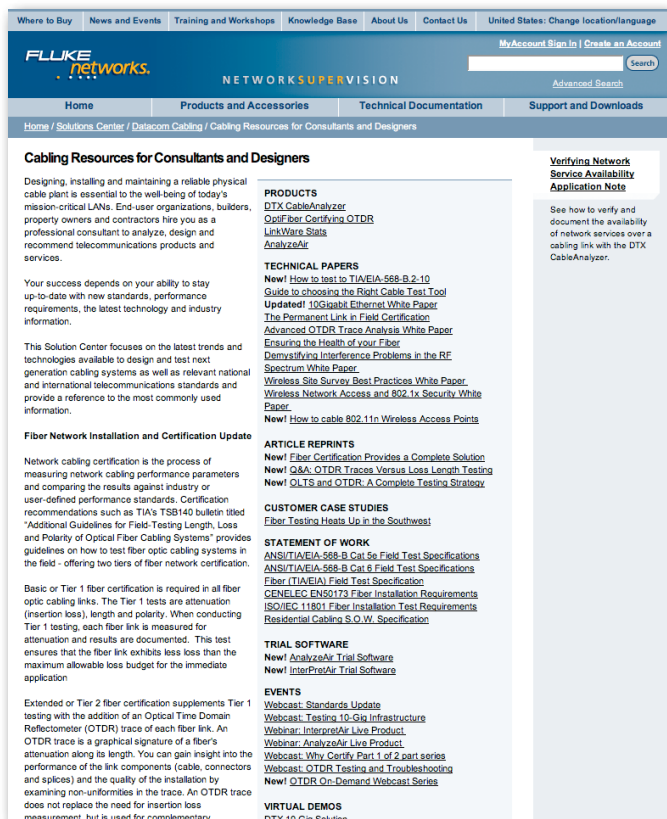 Where to Buy
News and Events
Training and Workshops
Knowledge Base
About Us
Contact Us
United States: Change location/language
MyAccount Sign In | Create an Account
FLUKE
networks.
NETWORKSUPERVISION
Search
Advanced Search
Home
Products and Accessories
Technical Documentation
Support and Downloads
Home / Solutions Center / Datacom Cabling / Cabling Resources for Consultants and Designers
Cabling Resources for Consultants and Designers
Designing, installing and maintaining a reliable physical
cable plant is essential to the well-being of today's
mission-critical LANs. End-user organizations, builders,
property owners and contractors hire you as a
professional consultant to analyze, design and
recommend telecommunications products and
services.
Your success depends on your ability to stay
up-to-date with new standards, performance
requirements, the latest technology and industry
information.
This Solution Center focuses on the latest trends and
technologies available to design and test next
generation cabling systems as well as relevant national
and international telecommunications standards and
provide a reference to the most commonly used
information.
Fiber Network Installation and Certification Update
Network cabling certification is the process of
measuring network cabling performance parameters
and comparing the results against industry or
user-defined performance standards. Certification
recommendations such as TIA's TSB140 bulletin titled
"Additional Guidelines for Field-Testing Length, Loss
and Polarity of Optical Fiber Cabling Systems" provides
guidelines on how to test fiber optic cabling systems in
the field - offering two tiers of fiber network certification.
Basic or Tier 1 fiber certification is required in all fiber
optic cabling links. The Tier 1 tests are attenuation
(insertion loss), length and polarity. When conducting
Tier 1 testing, each fiber link is measured for
attenuation and results are documented. This test
ensures that the fiber link exhibits less loss than the
maximum allowable loss budget for the immediate
application
Extended or Tier 2 fiber certification supplements Tier 1
testing with the addition of an Optical Time Domain
Reflectometer (OTDR) trace of each fiber link. An
OTDR trace is a graphical signature of a fiber's
attenuation along its length. You can gain insight into the
performance of the link components (cable, connectors
and splices) and the quality of the installation by
examining non-uniformities in the trace. An OTDR trace
does not replace the need for insertion loss
measurement, but is used for complementary
PRODUCTS
DTX CableAnalyzer
OptiFiber Certifying OTDR
LinkWare Stats
AnalyzeAir
TECHNICAL PAPERS
New! How to test to TIA/EIA-568-B.2-10
Guide to choosing the Right Cable Test Tool
Updated! 10Gigabit Ethernet White Paper
The Permanent Link in Field Certification
Advanced OTDR Trace Analysis White Paper
Ensuring the Health of your Fiber
Demystifying Interference Problems in the RF
Spectrum White Paper
Wireless Site Survey Best Practices White Paper
Wireless Network Access and 802.1x Security White
Paper
New! How to cable 802.11n Wireless Access Points
ARTICLE REPRINTS
New! Fiber Certification Provides a Complete Solution
New! Q&A: OTDR Traces Versus Loss Length Testing
New! OLTS and OTDR: A Complete Testing Strategy
CUSTOMER CASE STUDIES
Fiber Testing Heats Up in the Southwest
STATEMENT OF WORK
ANSI/TIA/EIA-568-B Cat 5e Field Test Specifications
ANSI/TIA/EIA-568-B Cat 6 Field Test Specifications
Fiber (TIA/EIA) Field Test Specification
CENELEC EN50173 Fiber Installation Requirements
ISO/IEC 11801 Fiber Installation Test Requirements
Residential Cabling S.O.W. Specification
TRIAL SOFTWARE
New! AnalyzeAir Trial Software
New! InterPretAir Trial Software
EVENTS
Webcast: Standards Update
Webcast: Testing 10-Gig Infrastructure
Webinar: InterpretAir Live Product
Webinar: AnalyzeAir Live Product
Webcast: Why Certify Part 1 of 2 part series
Webcast: OTDR Testing and Troubleshooting
New! OTDR On-Demand Webcast Series
VIRTUAL DEMOS
DTX 10 Gig Solution
Verifying Network
Service Availability
Application Note
See how to verify and
document the availability
of network services over a
cabling link with the DTX
CableAnalyzer.